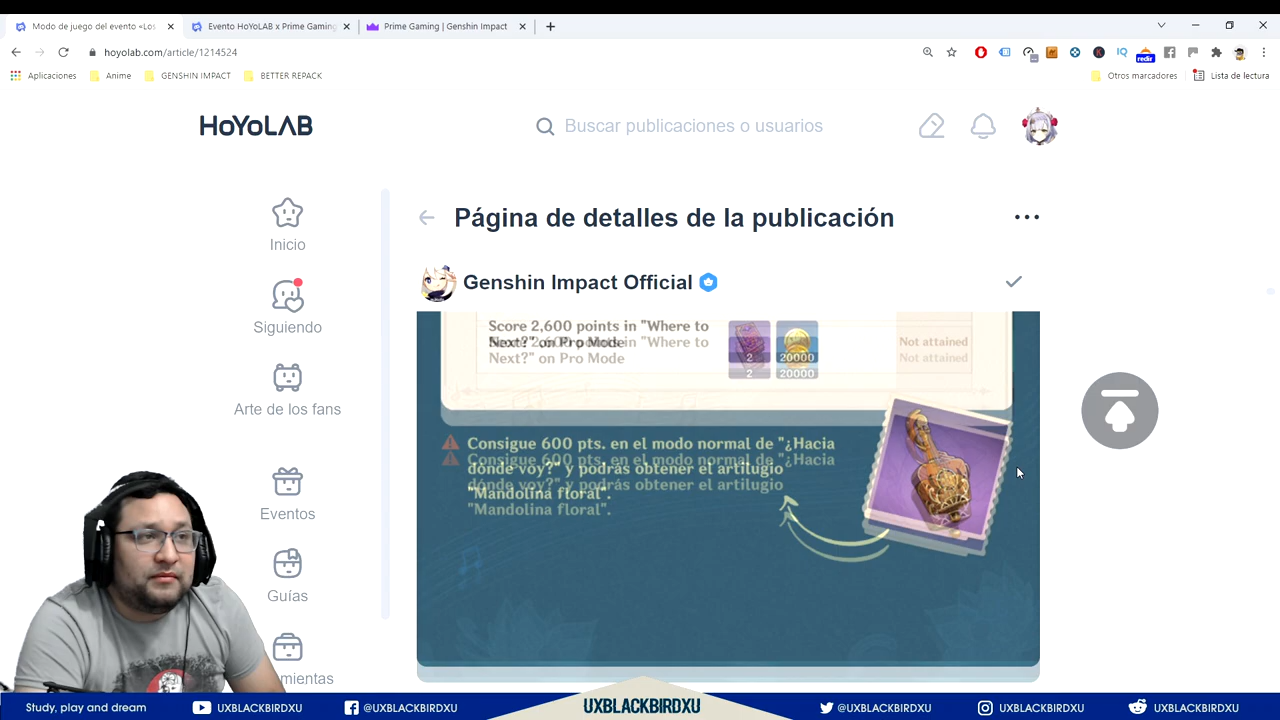 Modo de juego del evento «Los
Evento HoYoLAB x Prime Gaming
Prime Gaming | Genshin Impact
hoyolab.com/article/1214524
IQ
redir
Aplicaciones
Anime
GENSHIN IMPACT
BETTER REPACK
Otros marcadores
Lista de lectura
HoYoLAB
Buscar publicaciones o usuarios
Inicio
Siguiendo
Arte de los fans
Eventos
Guías
mientas
Página de detalles de la publicación
Genshin Impact Official
Score 2,600 points in "Where to
Next?" on Pro Mode
2
20000
Not attained
Consigue 600 pts. en el modo normal de "¿Hacia
dónde voy?" y podrás obtener el artilugio
"Mandolina floral".
Study, play and dream
UXBLACKBIRDXU
@UXBLACKBIRDXU
UXBLACKBIRDXU
@UXBLACKBIRDXU
UXBLACKBIRDXU
UXBLACKBIRDXU